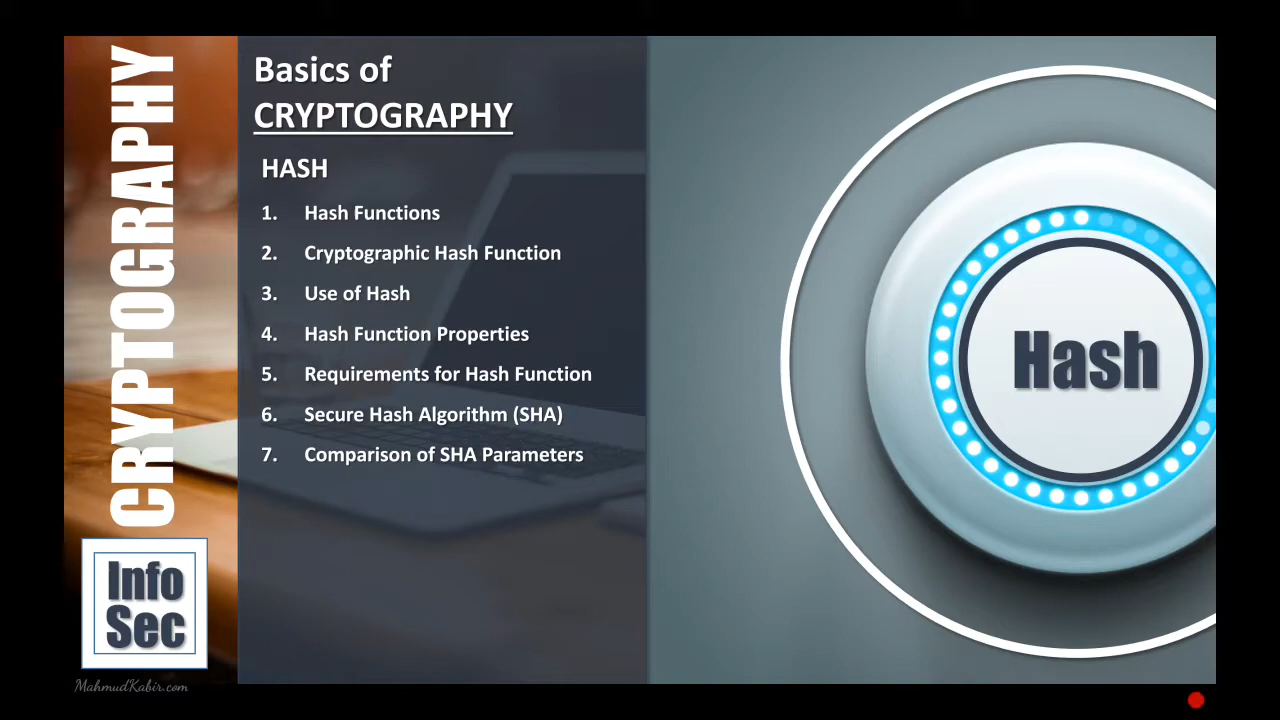 CRYPTOGRAPHY
Basics of
CRYPTOGRAPHY
HASH
1. Hash Functions
2. Cryptographic Hash Function
3. Use of Hash
4. Hash Function Properties
5. Requirements for Hash Function
6. Secure Hash Algorithm (SHA)
7. Comparison of SHA Parameters
Hash
Info
Sec
MahmudKabir.com